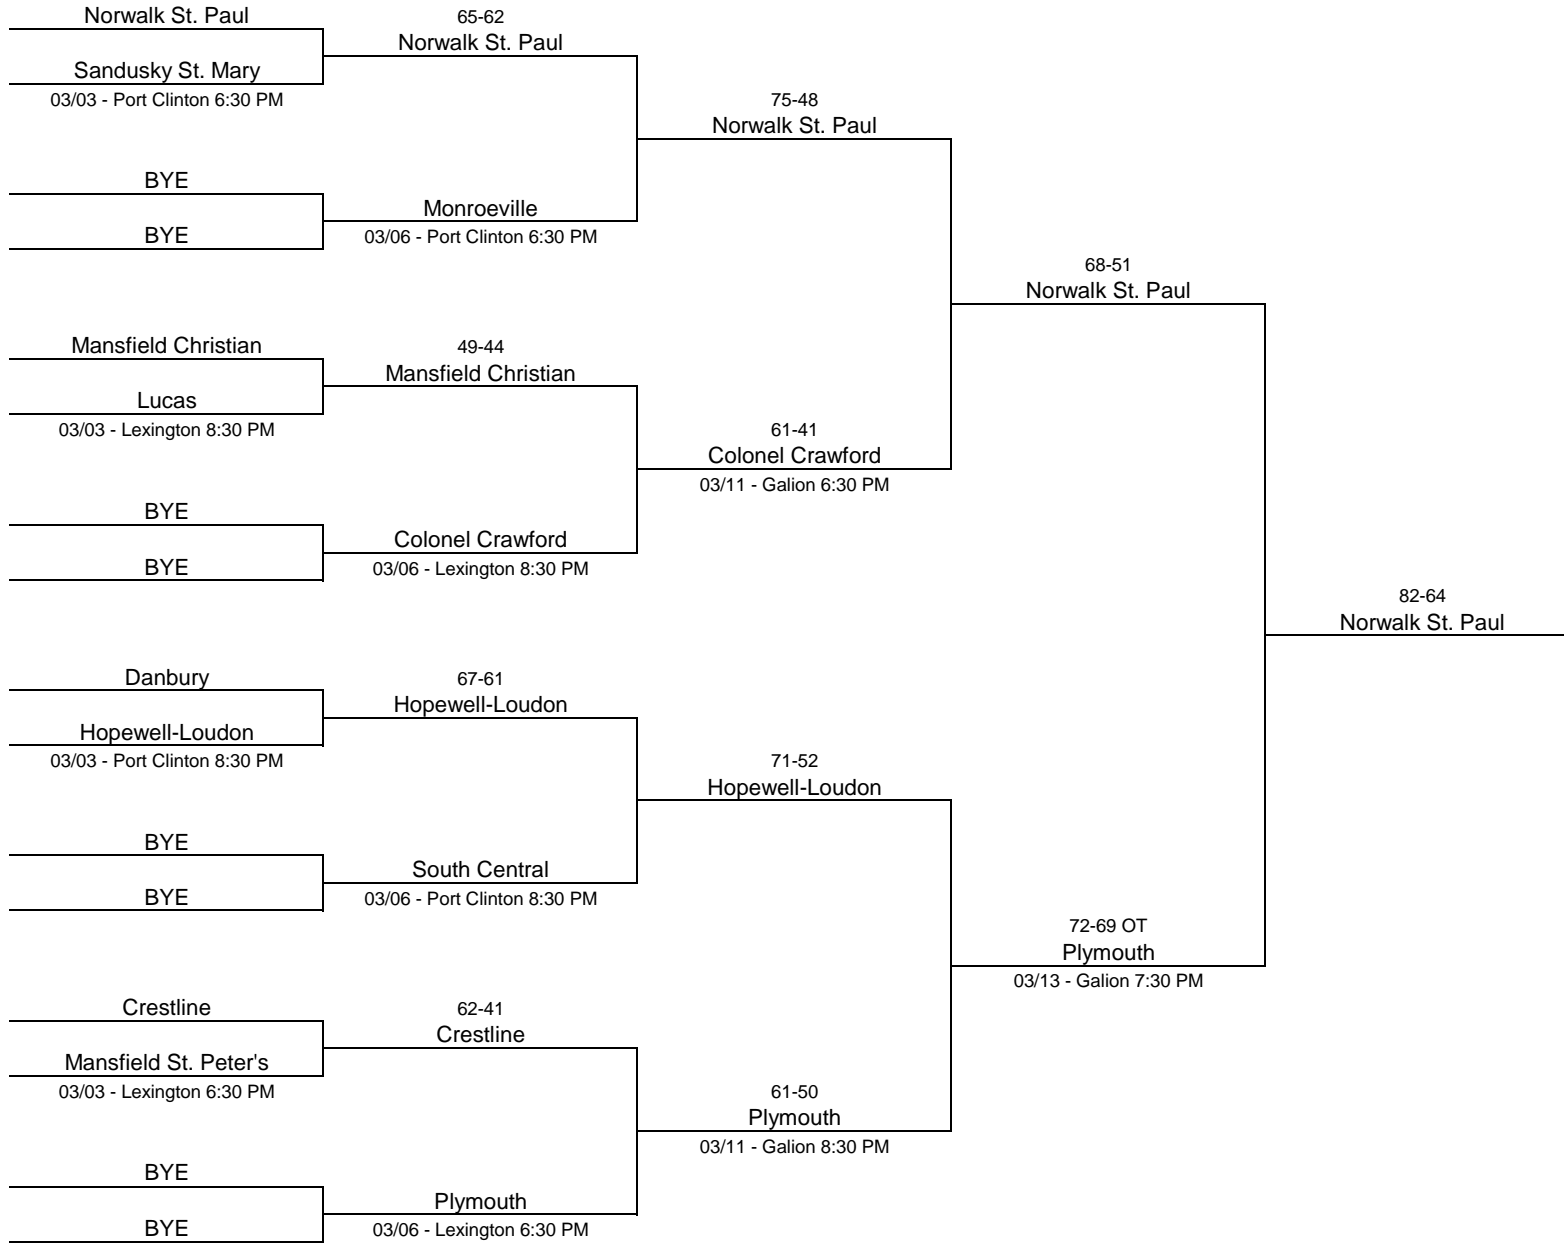 Norwalk St. Paul
Sandusky St. Mary
03/03 - Port Clinton 6:30 PM
BYE
BYE
Mansfield Christian
Lucas
03/03 - Lexington 8:30 PM
BYE
BYE
Danbury
Hopewell-Loudon
03/03 - Port Clinton 8:30 PM
BYE
BYE
Crestline
Mansfield St. Peter's
03/03 - Lexington 6:30 PM
BYE
BYE
65-62
Norwalk St. Paul
Monroeville
03/06 - Port Clinton 6:30 PM
49-44
Mansfield Christian
Colonel Crawford
03/06 - Lexington 8:30 PM
67-61
Hopewell-Loudon
South Central
03/06 - Port Clinton 8:30 PM
62-41
Crestline
Plymouth
03/06 - Lexington 6:30 PM
75-48
Norwalk St. Paul
61-41
Colonel Crawford
03/11 - Galion 6:30 PM
71-52
Hopewell-Loudon
61-50
Plymouth
03/11 - Galion 8:30 PM
68-51
Norwalk St. Paul
72-69 OT
Plymouth
03/13 - Galion 7:30 PM
82-64
Norwalk St. Paul